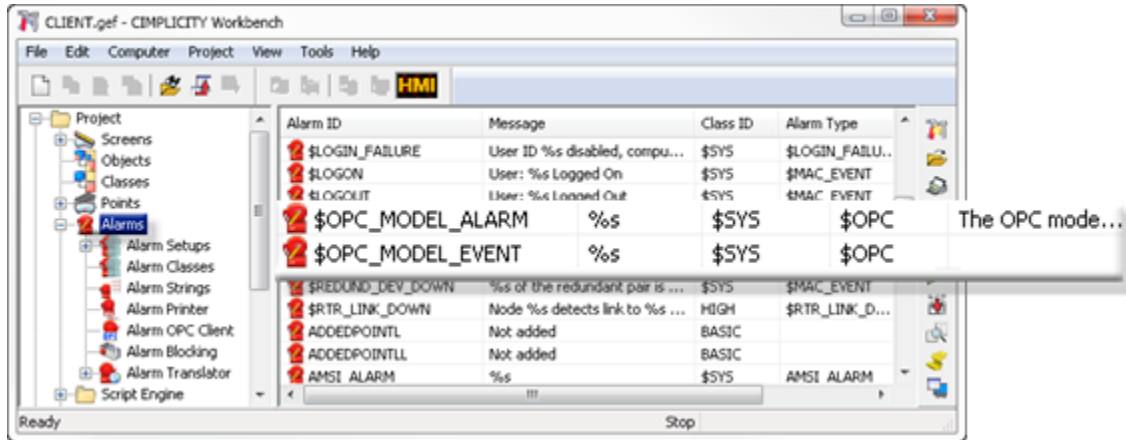 CLIENT.gef - CIMPLICITY Workbench
File Edit Computer Project View Tools Help
HMI
Project
Screens
Objects
Classes
Points
Alarms
Alarm Setups
Alarm Classes
Alarm Strings
Alarm Printer
Alarm OPC Client
Alarm Blocking
Alarm Translator
Script Engine
Alarm ID Message Class ID Alarm Type
$LOGIN_FAILURE User ID %s disabled, compu... $SYS $LOGIN_FAILU...
$LOGON User: %s Logged On $SYS $MAC_EVENT
$LOGOUT User: %s Logged Out $SYS $MAC_EVENT
$OPC_MODEL_ALARM %s $SYS $OPC The OPC mode...
$OPC_MODEL_EVENT %s $SYS $OPC
$REDUND_DEV_DOWN %s of the redundant pair is ... $SYS $MAC_EVENT
$RTR_LINK_DOWN Node %s detects link to %s ... HIGH $RTR_LINK_D...
ADDEDPOINTL Not added BASIC
ADDEDPOINTLL Not added BASIC
AMSI_ALARM %s $SYS AMSI_ALARM
Ready Stop